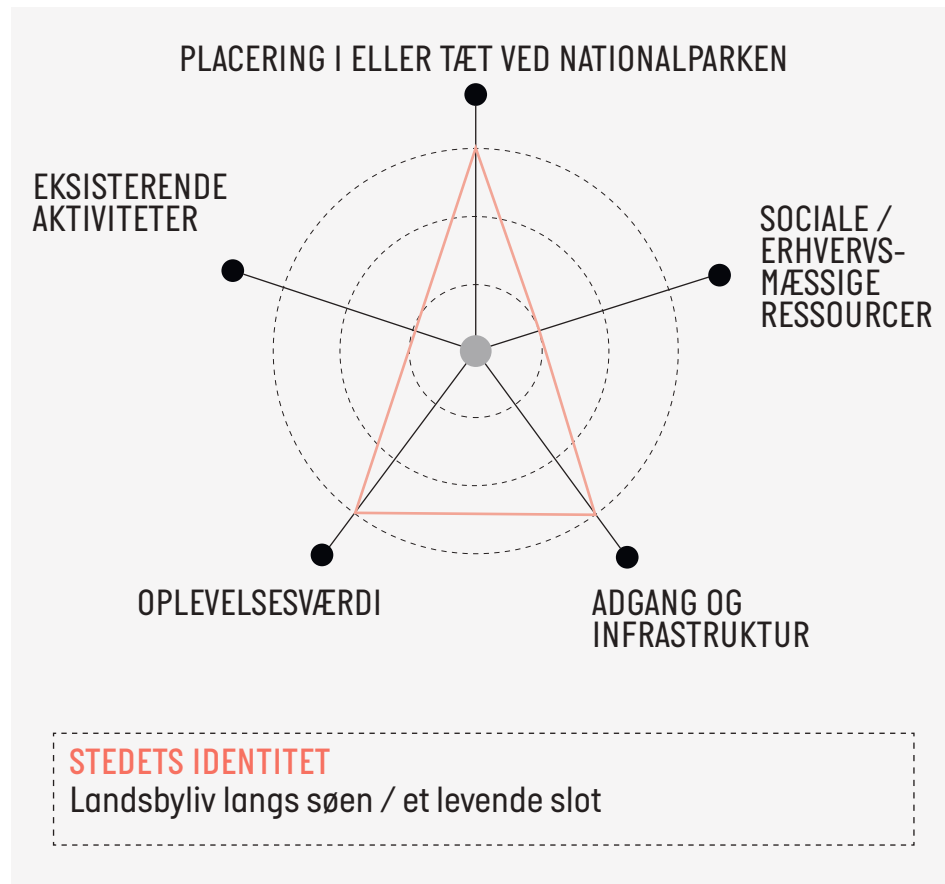 PLACERING I ELLER TÆT VED NATIONALPARKEN
EKSISTERENDE
AKTIVITETER
SOCIALE /
ERHVERVS-
MÆSSIGE
RESSOURCER
OPLEVELSESVÆRDI
ADGANG OG
INFRASTRUKTUR
STEDETS IDENTITET
Landsbyliv langs søen / et levende slot